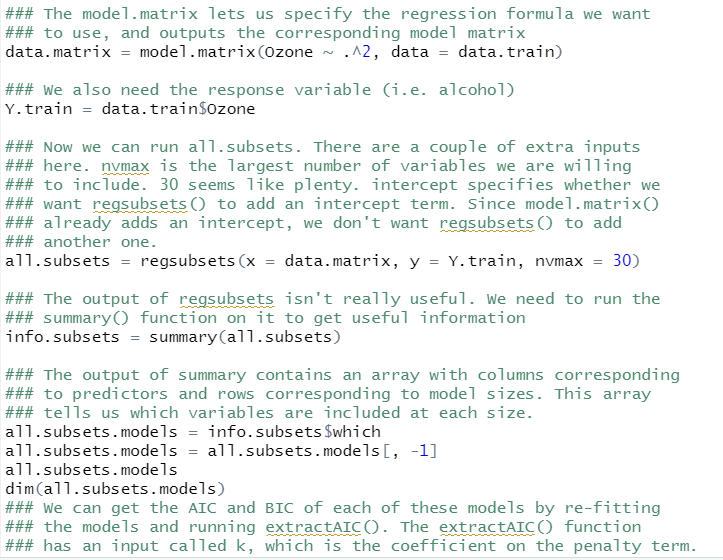 ### The model.matrix lets us specify the regression formula we want
### to use, and outputs the corresponding model matrix
data.matrix = model.matrix(Ozone ~ .^2, data = data.train)
### We also need the response variable (i.e. alcohol)
Y.train = data.train$Ozone
### Now we can run all.subsets. There are a couple of extra inputs
### here. nvmax is the largest number of variables we are willing
### to include. 30 seems like plenty. intercept specifies whether we
### want regsubsets() to add an intercept term. Since model.matrix()
### already adds an intercept, we don't want regsubsets() to add
### another one.
all.subsets = regsubsets(x = data.matrix, y = Y.train, nvmax = 30)
### The output of regsubsets isn't really useful. We need to run the
### summary() function on it to get useful information
info.subsets = summary(all.subsets)
### The output of summary contains an array with columns corresponding
### to predictors and rows corresponding to model sizes. This array
### tells us which variables are included at each size.
all.subsets.models = info.subsets$which
all.subsets.models = all.subsets.models[, -1]
all.subsets.models
dim(all.subsets.models)
### We can get the AIC and BIC of each of these models by re-fitting
### the models and running extractAIC(). The extractAIC() function
### has an input called k, which is the coefficient on the penalty term.